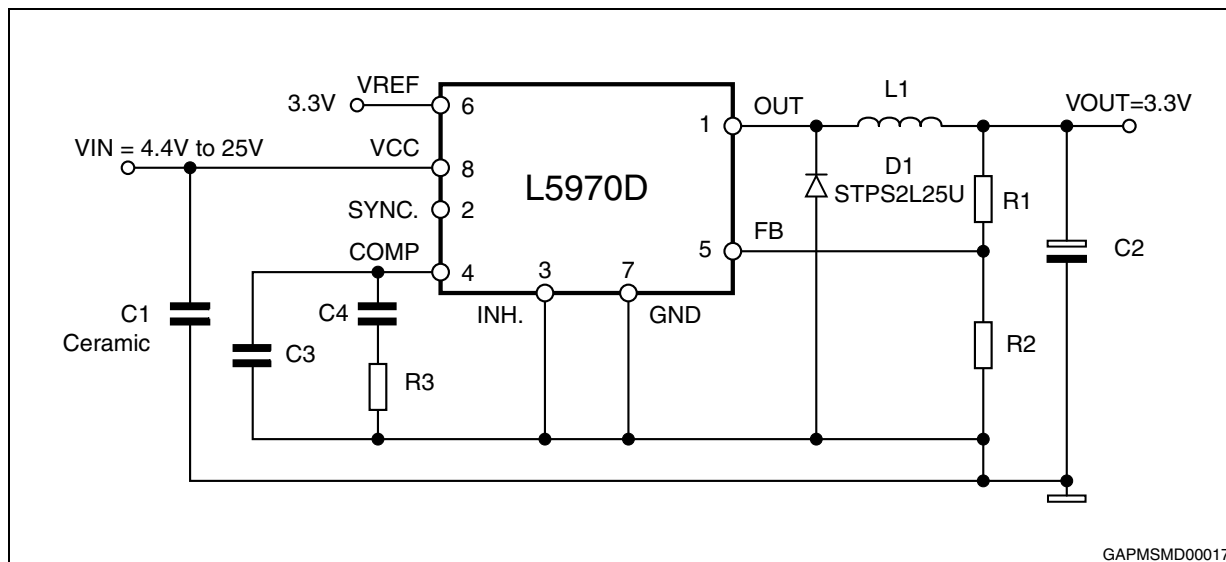 VREF
3.3V
6
OUT
L1
VOUT=3.3V
1
VIN = 4.4V to 25V
VCC
8
L5970D
D1
STPS2L25U
R1
SYNC.
2
FB
5
C2
COMP
4
3
7
C1
Ceramic
C4
INH.
GND
C3
R2
R3
GAPMSMD00017